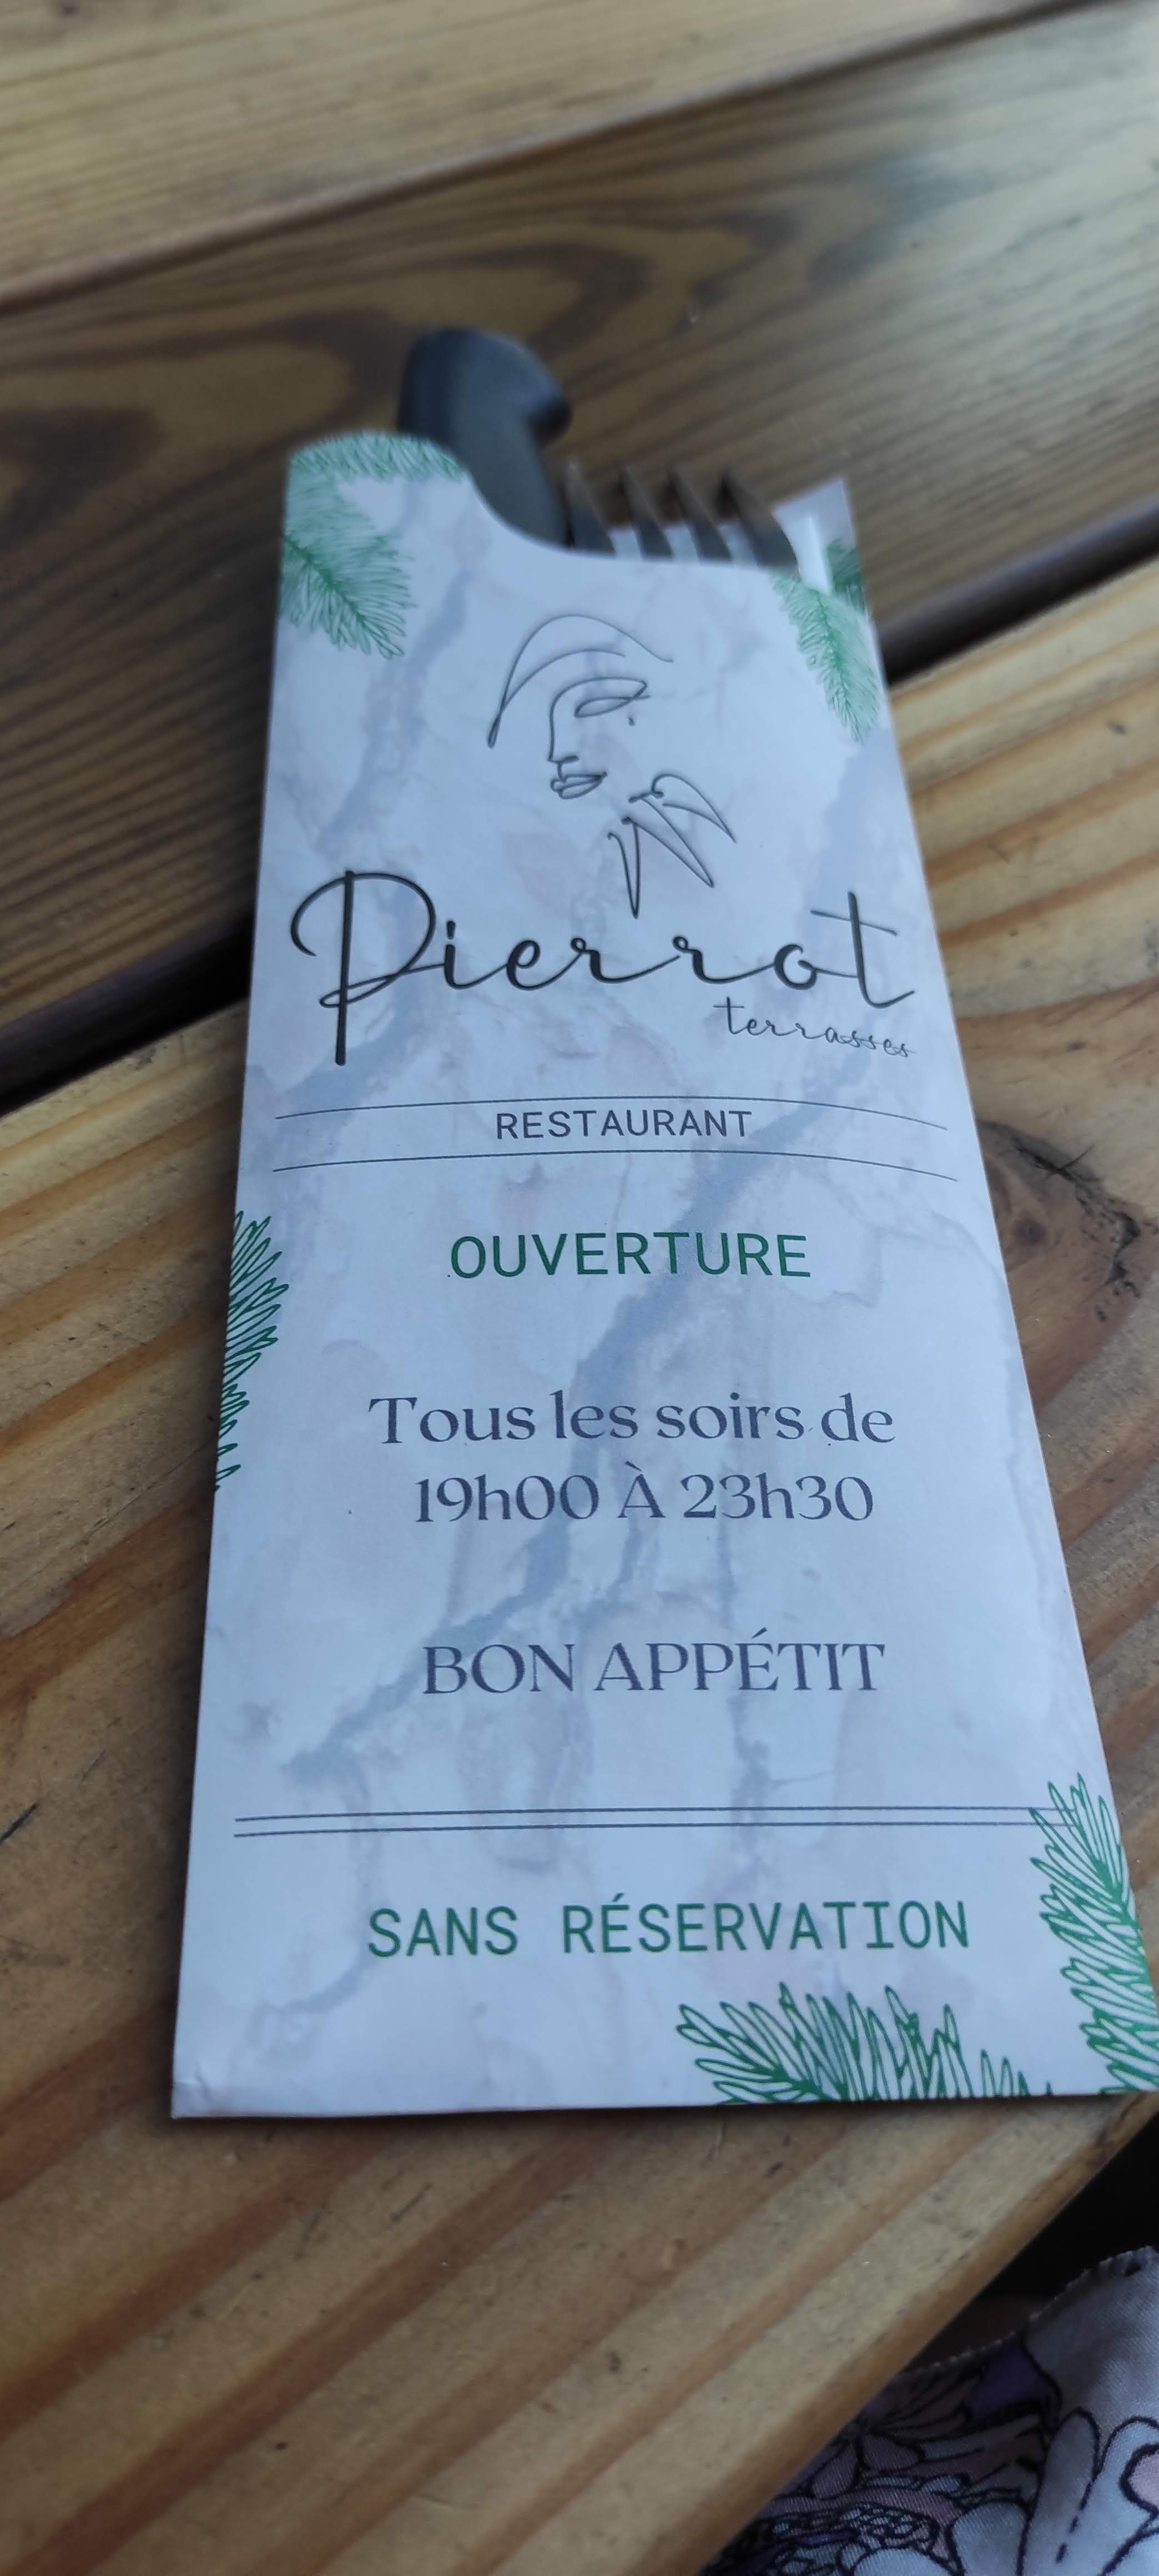 Pierrot
terrasses
RESTAURANT
OUVERTURE
Tous les soirs de
19h00 À 23h30
BON APPÉTIT
SANS RÉSERVATION